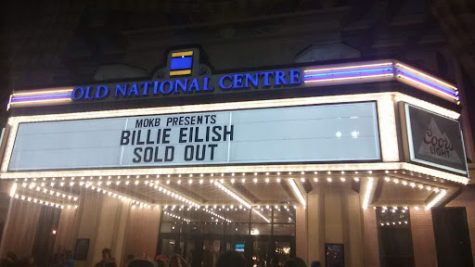 OLD NATIONAL CENTRE
MOKB PRESENTS
BILLIE EILISH
SOLD OUT
Coors
LIGHT